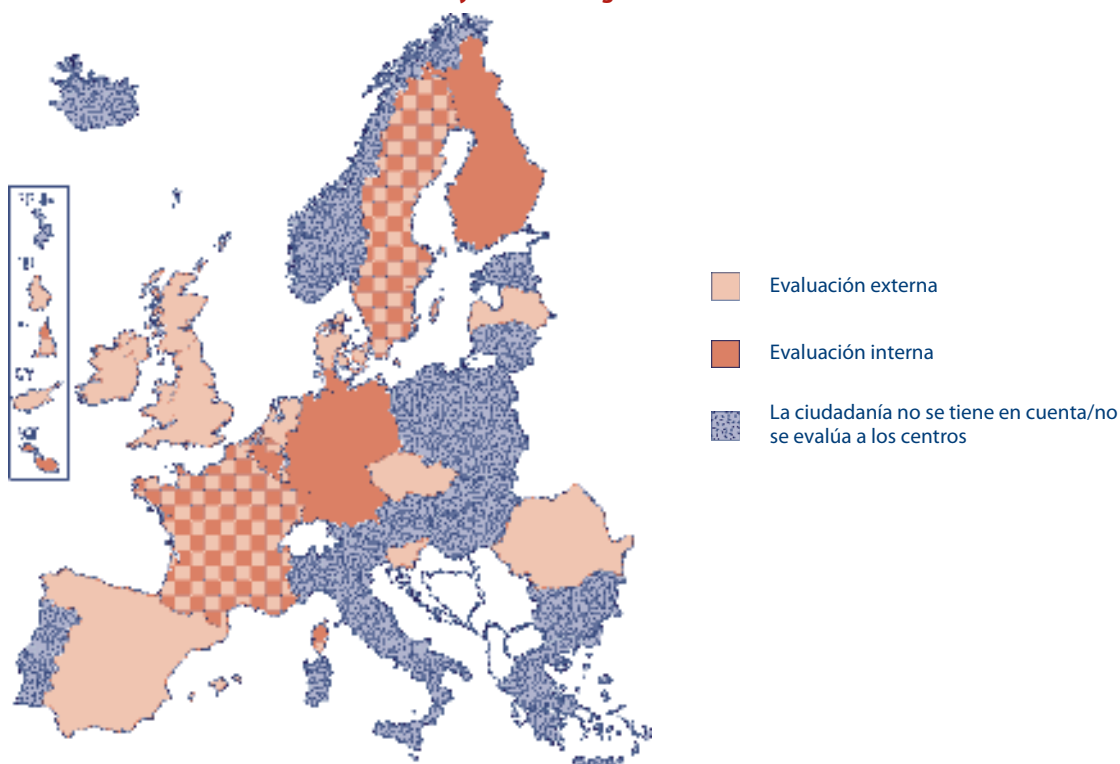 Evaluación externa
Evaluación interna
La ciudadanía no se tiene en cuenta/no
se evalúa a los centros